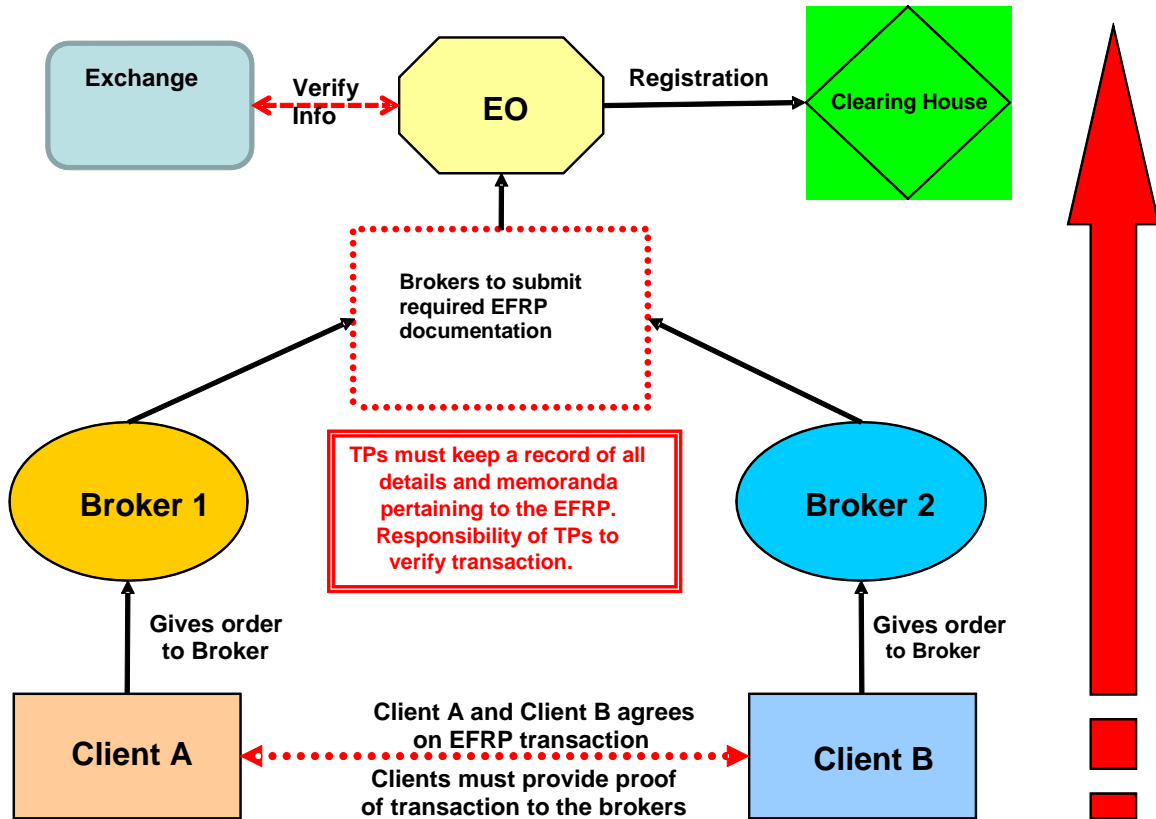 Exchange
Verify
Info
EO
Registration
Clearing House
Brokers to submit
required EFRP
documentation
TPs must keep a record of all
details and memoranda
pertaining to the EFRP.
Responsibility of TPs to
verify transaction.
Broker 1
Broker 2
Gives order
to Broker
Gives order
to Broker
Client A
Client A and Client B agrees
on EFRP transaction
Clients must provide proof
of transaction to the brokers
Client B